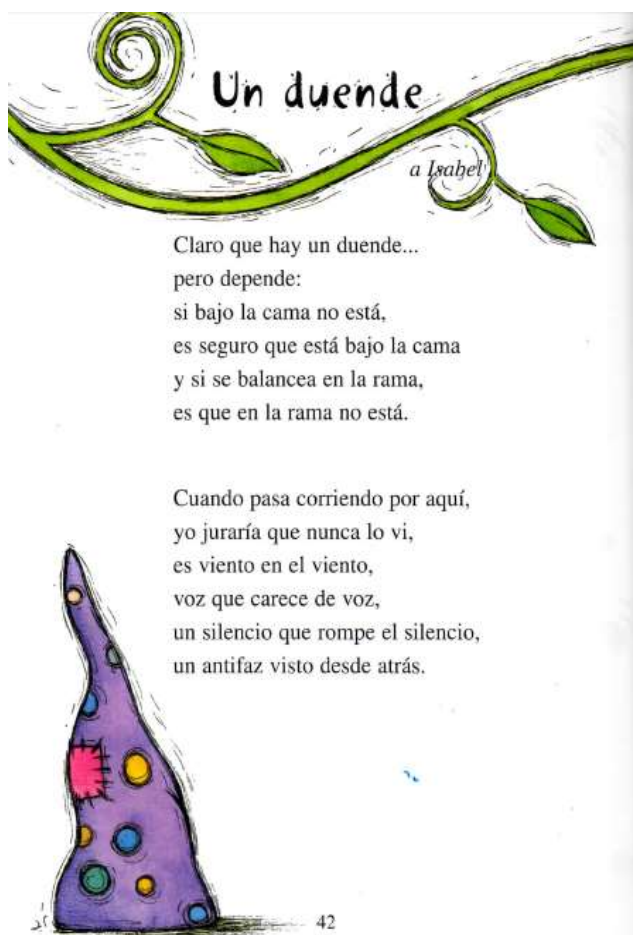 Un duende
a Isabel
Claro que hay un duende...
pero depende:
si bajo la cama no está,
es seguro que está bajo la cama
y si se balancea en la rama,
es que en la rama no está.
Cuando pasa corriendo por aquí,
yo juraría que nunca lo vi,
es viento en el viento,
voz que carece de voz,
un silencio que rompe el silencio,
un antifaz visto desde atrás.
42